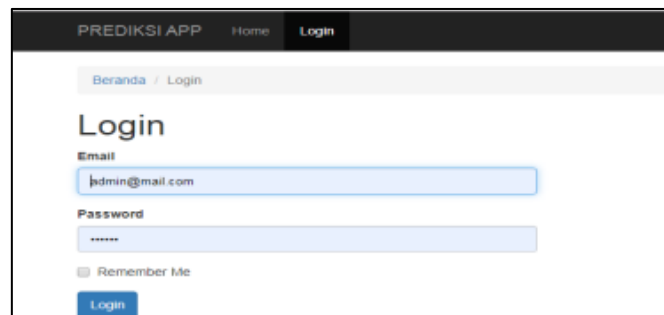 PREDIKSI APP Home Login
Beranda / Login
Login
Email
admin@mail.com
Password
••••••
Remember Me
Login